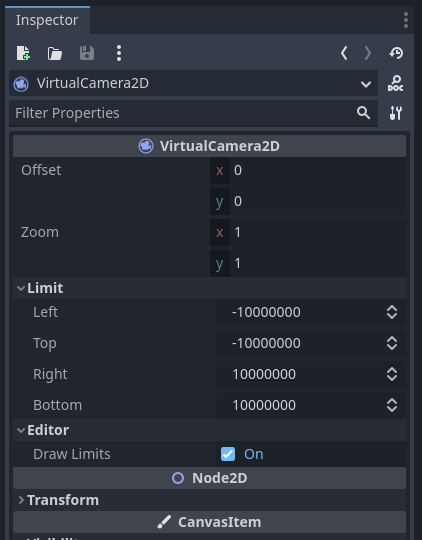 Inspector
VirtualCamera2D
DOC
Filter Properties
VirtualCamera2D
Offset x 0
y 0
Zoom x 1
y 1
Limit
Left -10000000
Top -10000000
Right 10000000
Bottom 10000000
Editor
Draw Limits On
Node2D
Transform
CanvasItem